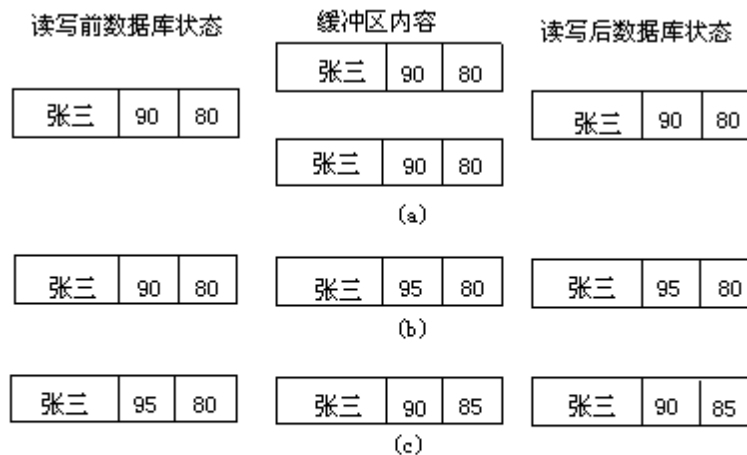 读写前数据库状态 缓冲区内容 读写后数据库状态
张三 90 80
张三 90 80
张三 90 80
张三 90 80
(a)
张三 90 80 张三 95 80 张三 95 80
(b)
张三 95 80 张三 90 85 张三 90 85
(c)